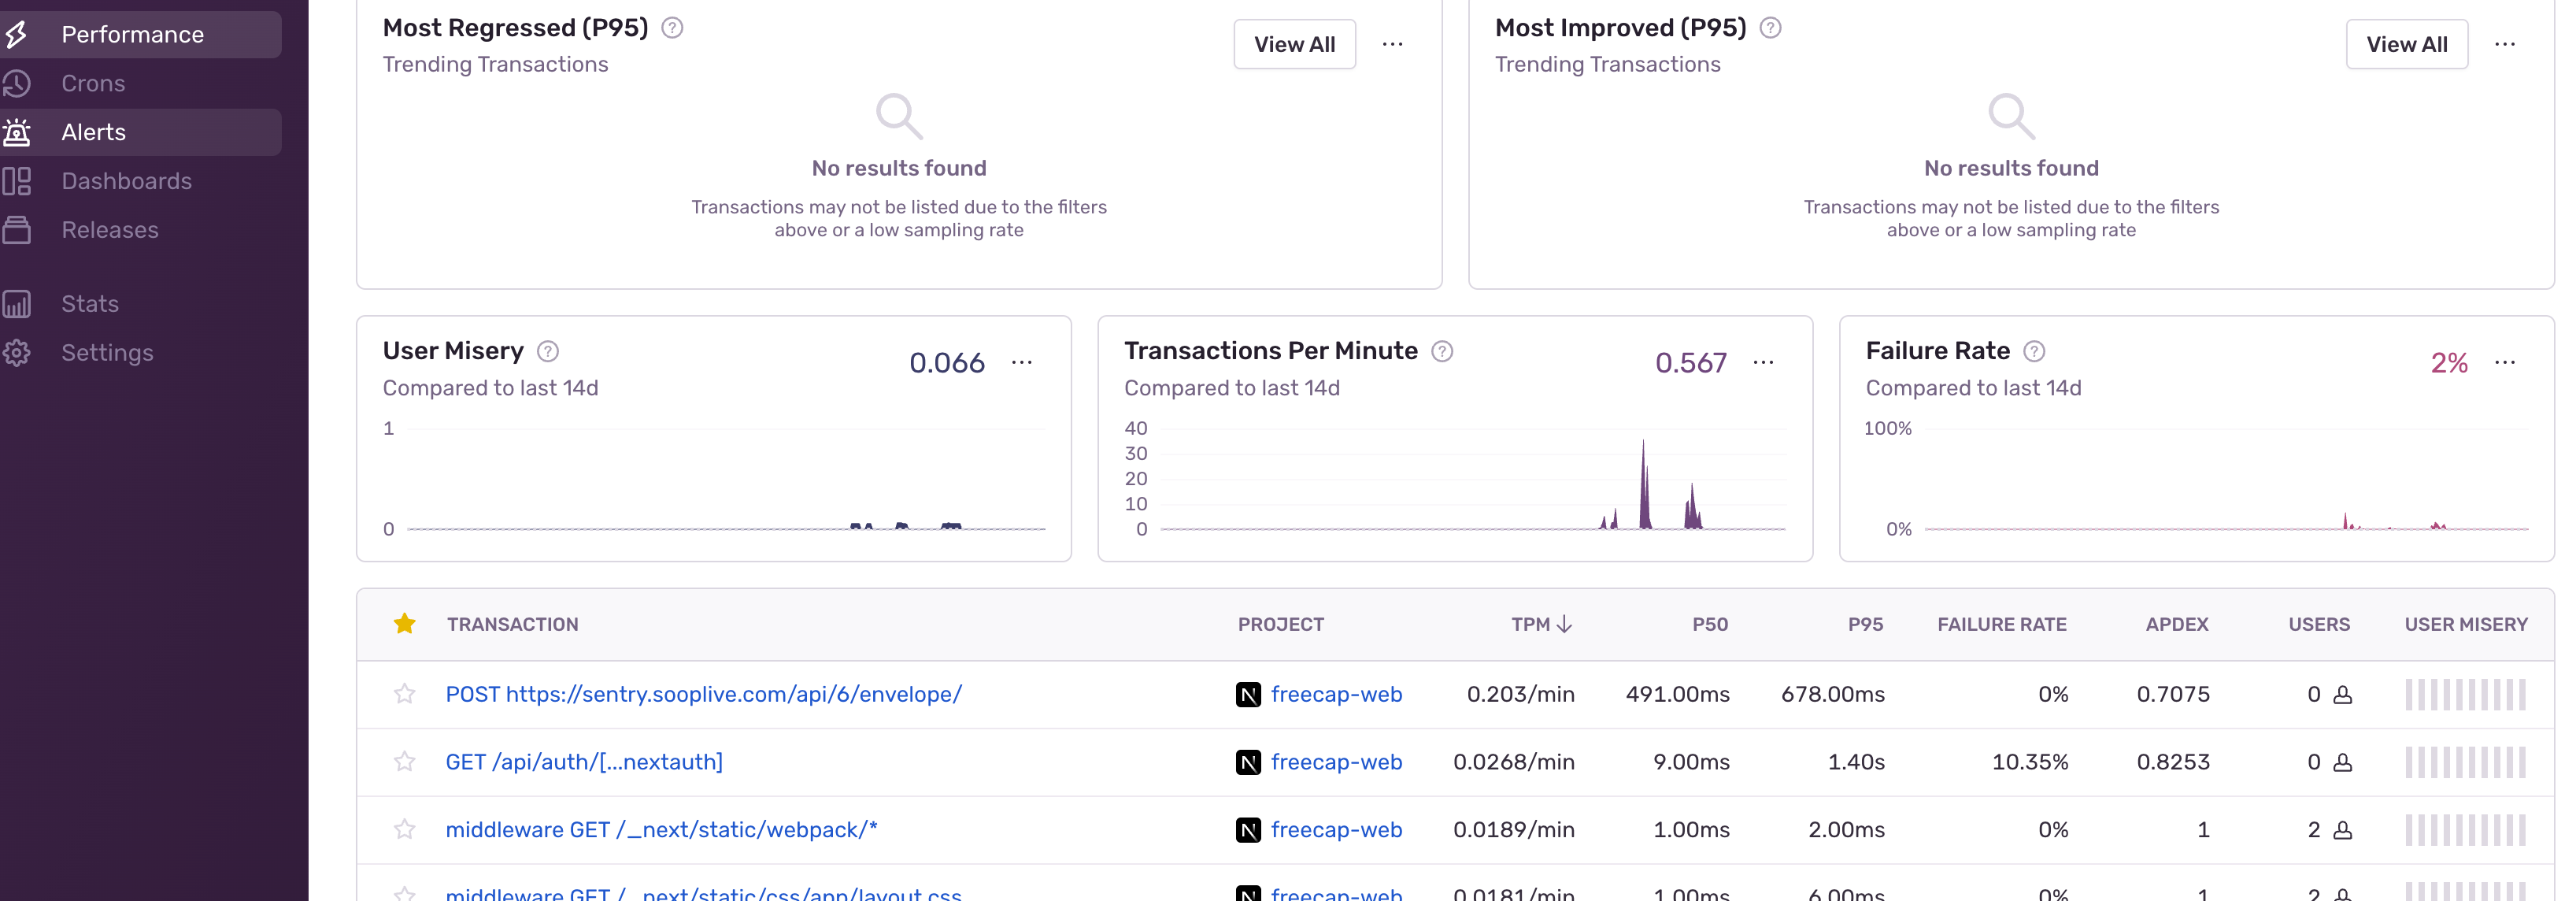 Performance
Crons
Alerts
Dashboards
Releases
Stats
Settings
Most Regressed (P95) ?
Trending Transactions
View All ...
No results found
Transactions may not be listed due to the filters
above or a low sampling rate
Most Improved (P95) ?
Trending Transactions
View All ...
No results found
Transactions may not be listed due to the filters
above or a low sampling rate
User Misery ?
Compared to last 14d
0.066 ...
1
0
Transactions Per Minute ?
Compared to last 14d
0.567 ...
40
30
20
10
0
Failure Rate ?
Compared to last 14d
2% ...
100%
0%
TRANSACTION PROJECT TPM ↓ P50 P95 FAILURE RATE APDEX USERS USER MISERY
POST https://sentry.sooplive.com/api/6/envelope/ N freecap-web 0.203/min 491.00ms 678.00ms 0% 0.7075 0
GET /api/auth/[...nextauth] N freecap-web 0.0268/min 9.00ms 1.40s 10.35% 0.8253 0
middleware GET /_next/static/webpack/* N freecap-web 0.0189/min 1.00ms 2.00ms 0% 1 2
middleware GET /_next/static/css/app/layout.css N freecap-web 0.0181/min 1.00ms 6.00ms 0% 1 2